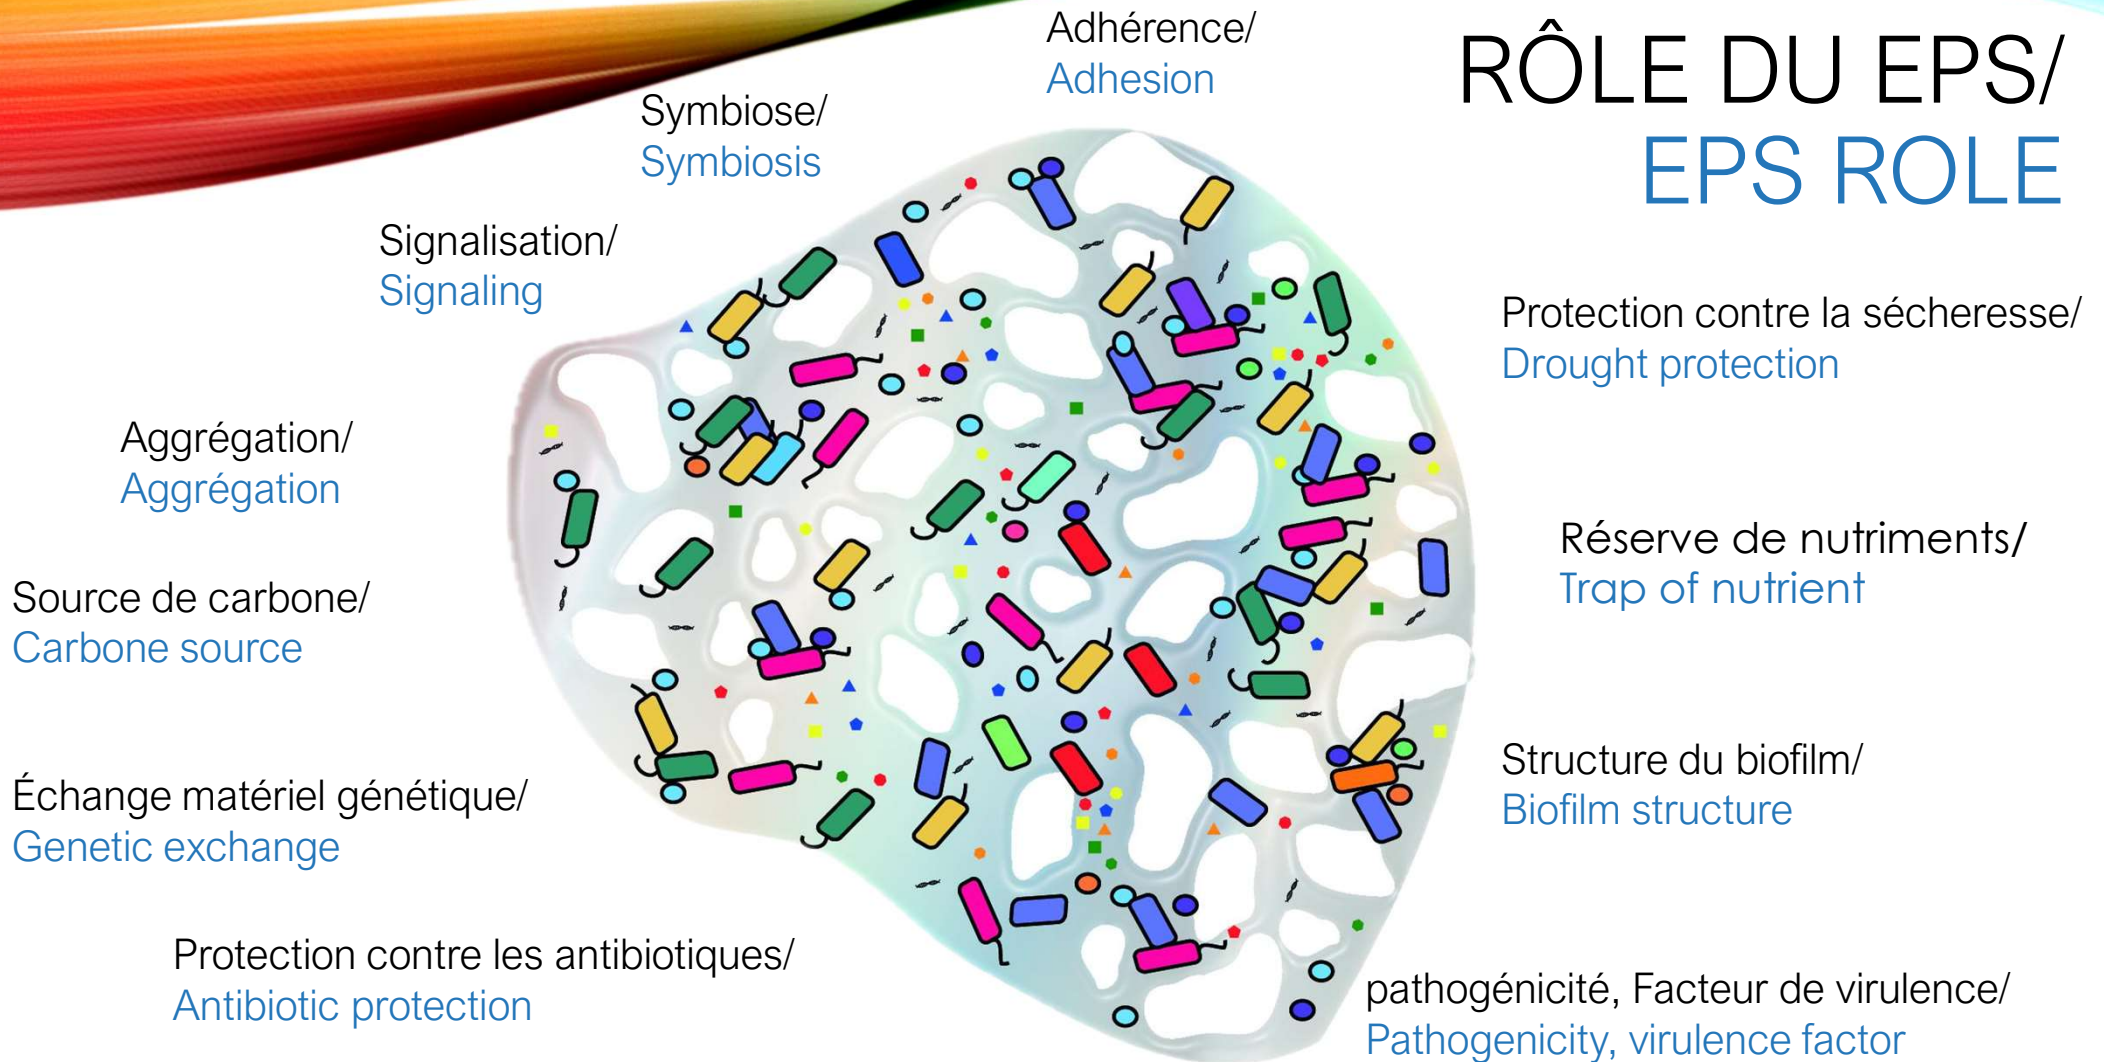 RÔLE DU EPS/
EPS ROLE
Adhérence/
Adhesion
Symbiose/
Symbiosis
Signalisation/
Signaling
Aggrégation/
Aggrégation
Source de carbone/
Carbone source
Échange matériel génétique/
Genetic exchange
Protection contre les antibiotiques/
Antibiotic protection
Protection contre la sécheresse/
Drought protection
Réserve de nutriments/
Trap of nutrient
Structure du biofilm/
Biofilm structure
pathogénicité, Facteur de virulence/
Pathogenicity, virulence factor